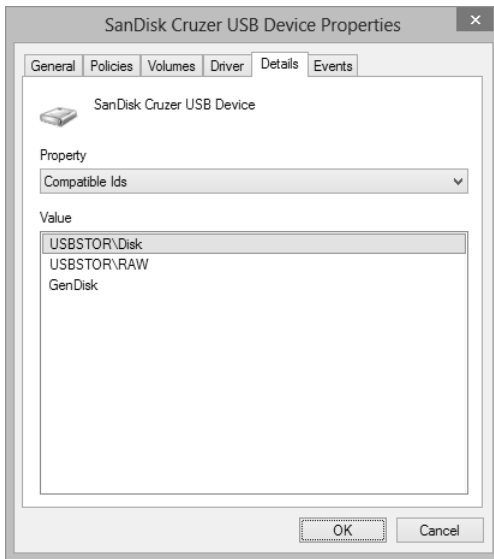 SanDisk Cruzer USB Device Properties
General Policies Volumes Driver Details Events
SanDisk Cruzer USB Device
Property
Compatible Ids
Value
USBSTOR\Disk
USBSTOR\RAW
GenDisk
OK Cancel